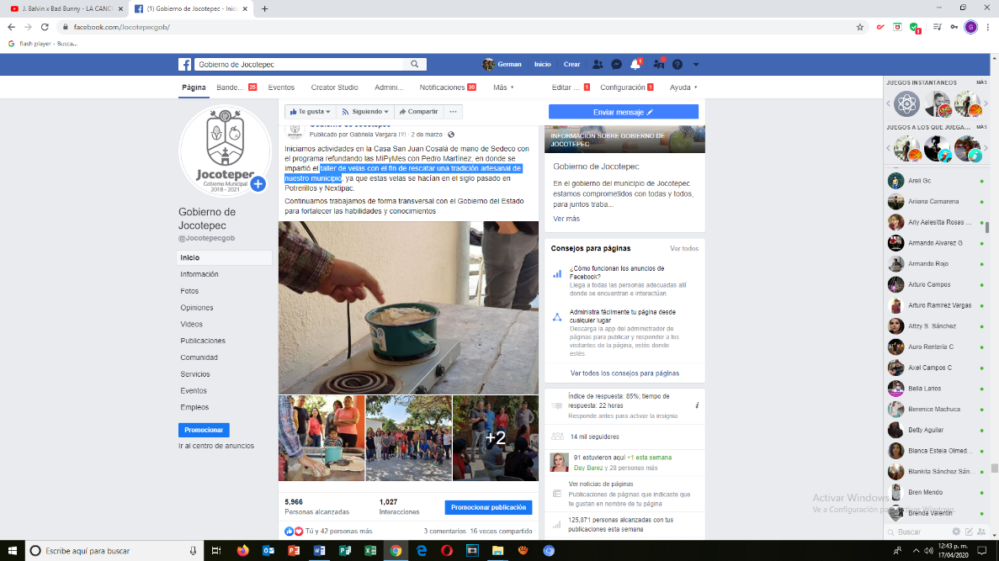 J. Balvin x Bad Bunny - LA CANC
(1) Gobierno de Jocotepec - Inici
facebook.com/Jocotepecgob/
flash player - Busca...
Gobierno de Jocotepec
German
Inicio
Crear
1
Página
Bande... 26
Eventos
Creator Studio
Admini...
Notificaciones 36
Más
Editar ... 1
Configuración 1
Ayuda
Jocotepec
Gobierno Municipal
2018 - 2021
Gobierno de
Jocotepec
@Jocotepecgob
Inicio
Información
Fotos
Opiniones
Videos
Publicaciones
Comunidad
Servicios
Eventos
Empleos
Promocionar
Ir al centro de anuncios
Te gusta
Siguiendo
Compartir
Enviar mensaje
Gobierno de Jocotepec
Publicado por Gabriela Vergara [?] · 2 de marzo ·
Iniciamos actividades en la Casa San Juan Cosalá de mano de Sedeco con
el programa refundando las MiPyMes con Pedro Martínez, en donde se
impartió el taller de velas con el fin de rescatar una tradición artesanal de
nuestro municipio, ya que estas velas se hacían en el siglo pasado en
Potrerillos y Nextipac.
Continuamos trabajamos de forma transversal con el Gobierno del Estado
para fortalecer las habilidades y conocimientos
+2
5,966
Personas alcanzadas
1,027
Interacciones
Promocionar publicación
Tú y 42 personas más
3 comentarios 16 veces compartido
INFORMACIÓN SOBRE GOBIERNO DE
JOCOTEPEC
Gobierno de Jocotepec
En el gobierno del municipio de Jocotepec
estamos comprometidos con todas y todos,
para juntos traba...
Ver más
Consejos para páginas
Ver todos
¿Cómo funcionan los anuncios de
Facebook?
Llega a todas las personas adecuadas allí
donde se encuentran e interactúan.
Administra fácilmente tu página desde
cualquier lugar
Descarga la app del administrador de
páginas para publicar y responder a los
visitantes de la página, estés donde
estés.
Ver todos los consejos para páginas
Índice de respuesta: 85%; tiempo de
respuesta: 22 horas
Responde antes para activar la insignia
14 mil seguidores
91 estuvieron aquí +1 esta semana
Day Barez y 28 personas más
Ver noticias de páginas
Publicaciones de páginas que indicaste que
te gustan en nombre de tu página
125,871 personas alcanzadas con tus
publicaciones esta semana
JUEGOS INSTANTÁNEOS
MÁS
JUEGOS A LOS QUE JUEGA...
MÁS
Areli Gc
Ariana Camarena
Arly Aalesitta Rosas ...
Armando Alvarez G
Armando Rojo
Arturo Campos
Arturo Ramirez Vargas
Attzy S. Sánchez
Auro Rentería C
Axel Campos C
Bella Larios
Berenice Machuca
Betty Aguilar
Bianca Estela Olmed...
Blankita Sánchez Sán...
Bren Mendo
Brenda Valentin
Buscar
Activar Windows
Ve a Configuración para activar Windows.
Escribe aquí para buscar
12:43 p. m.
17/04/2020